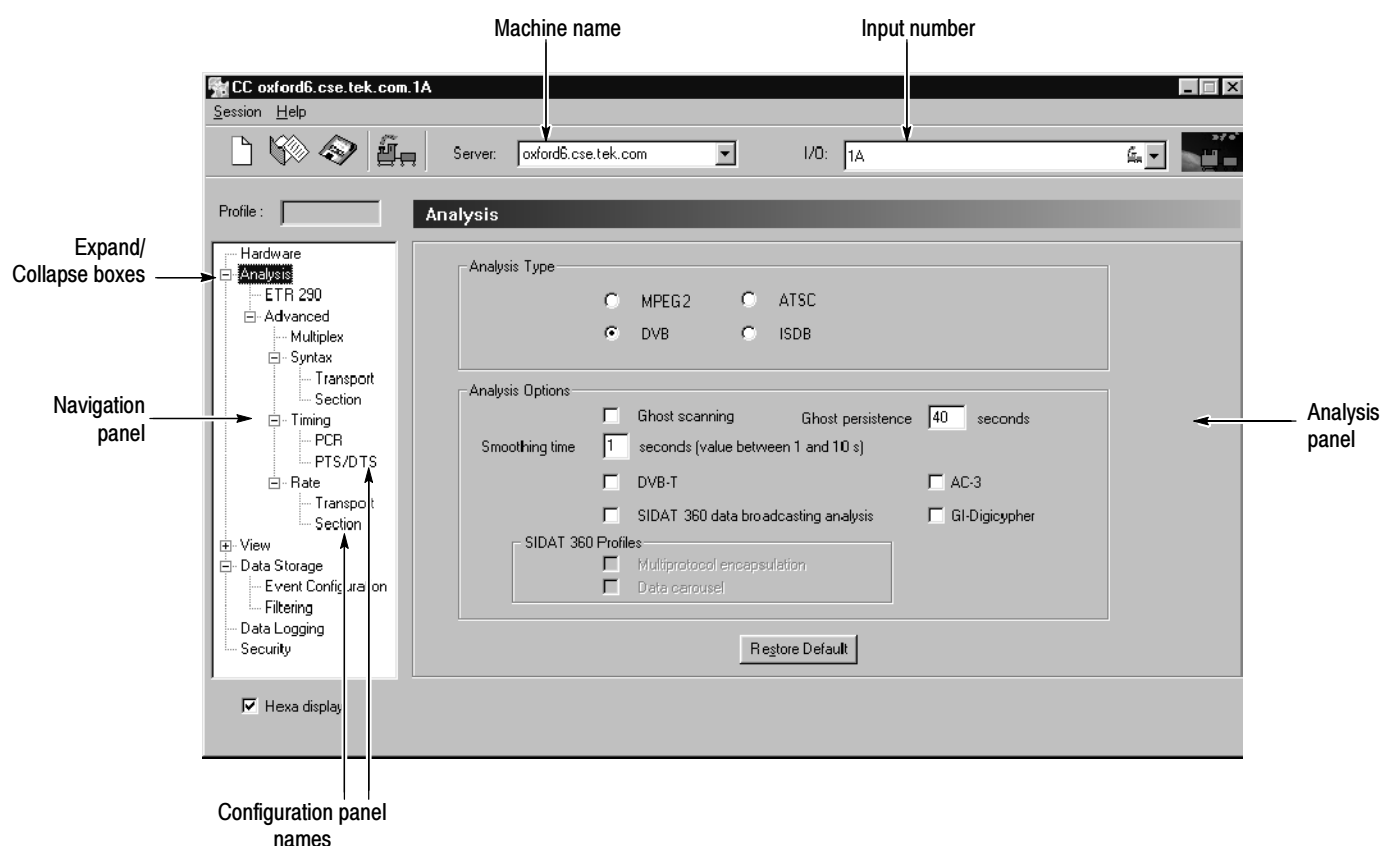 Machine name
Input number
CC oxford6.cse.tek.com.1A
Session Help
Server: oxford6.cse.tek.com I/O: 1A
Profile :
Analysis
Expand/
Collapse boxes
Hardware
Analysis
ETR 290
Advanced
Multiplex
Syntax
Transport
Section
Timing
PCR
PTS/DTS
Rate
Transport
Section
View
Data Storage
Event Configuration
Filtering
Data Logging
Security
Navigation
panel
Analysis Type
MPEG2 ATSC
DVB ISDB
Analysis Options
Ghost scanning Ghost persistence 40 seconds
Smoothing time 1 seconds (value between 1 and 10 s)
DVB-T AC-3
SIDAT 360 data broadcasting analysis GI-Digicypher
SIDAT 360 Profiles
Multiprotocol encapsulation
Data carousel
Restore Default
Analysis
panel
Hexa display
Configuration panel
names